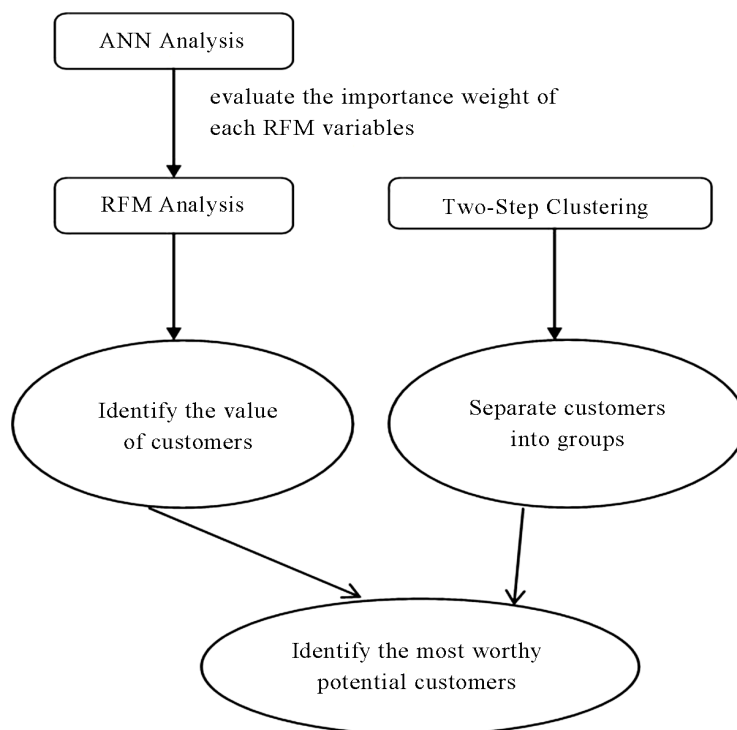 ANN Analysis
evaluate the importance weight of
each RFM variables
RFM Analysis
Two-Step Clustering
Identify the value
of customers
Separate customers
into groups
Identify the most worthy
potential customers